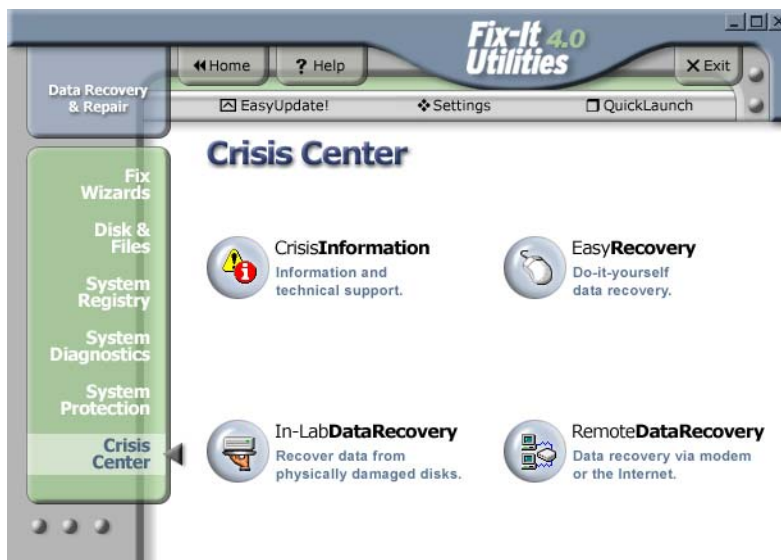 Fix-It 4.0
Utilities
Home
? Help
X Exit
Data Recovery
& Repair
EasyUpdate!
Settings
QuickLaunch
Crisis Center
Fix
Wizards
Disk &
Files
System
Registry
System
Diagnostics
System
Protection
Crisis
Center
CrisisInformation
Information and
technical support.
EasyRecovery
Do-it-yourself
data recovery.
In-LabDataRecovery
Recover data from
physically damaged disks.
RemoteDataRecovery
Data recovery via modem
or the Internet.